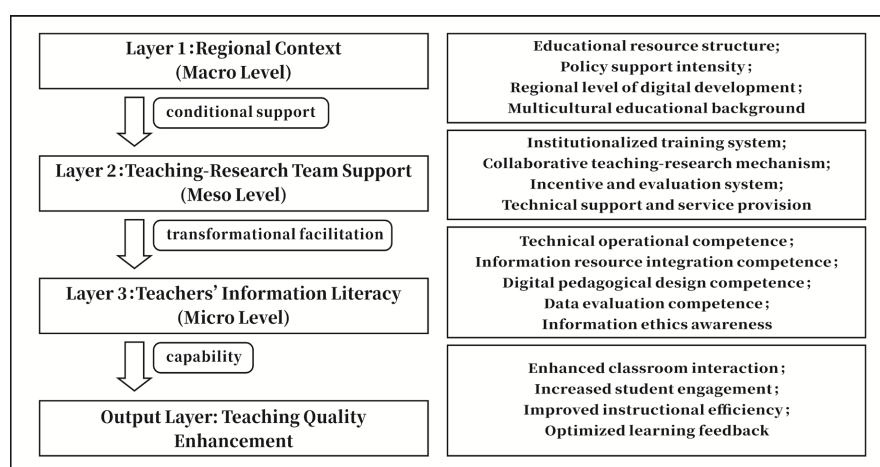 Layer 1:Regional Context
(Macro Level)
Educational resource structure;
Policy support intensity;
Regional level of digital development;
Multicultural educational background
conditional support
Layer 2:Teaching-Research Team Support
(Meso Level)
Institutionalized training system;
Collaborative teaching-research mechanism;
Incentive and evaluation system;
Technical support and service provision
transformational facilitation
Layer 3:Teachers’ Information Literacy
(Micro Level)
Technical operational competence;
Information resource integration competence;
Digital pedagogical design competence;
Data evaluation competence;
Information ethics awareness
capability
Output Layer: Teaching Quality
Enhancement
Enhanced classroom interaction;
Increased student engagement;
Improved instructional efficiency;
Optimized learning feedback